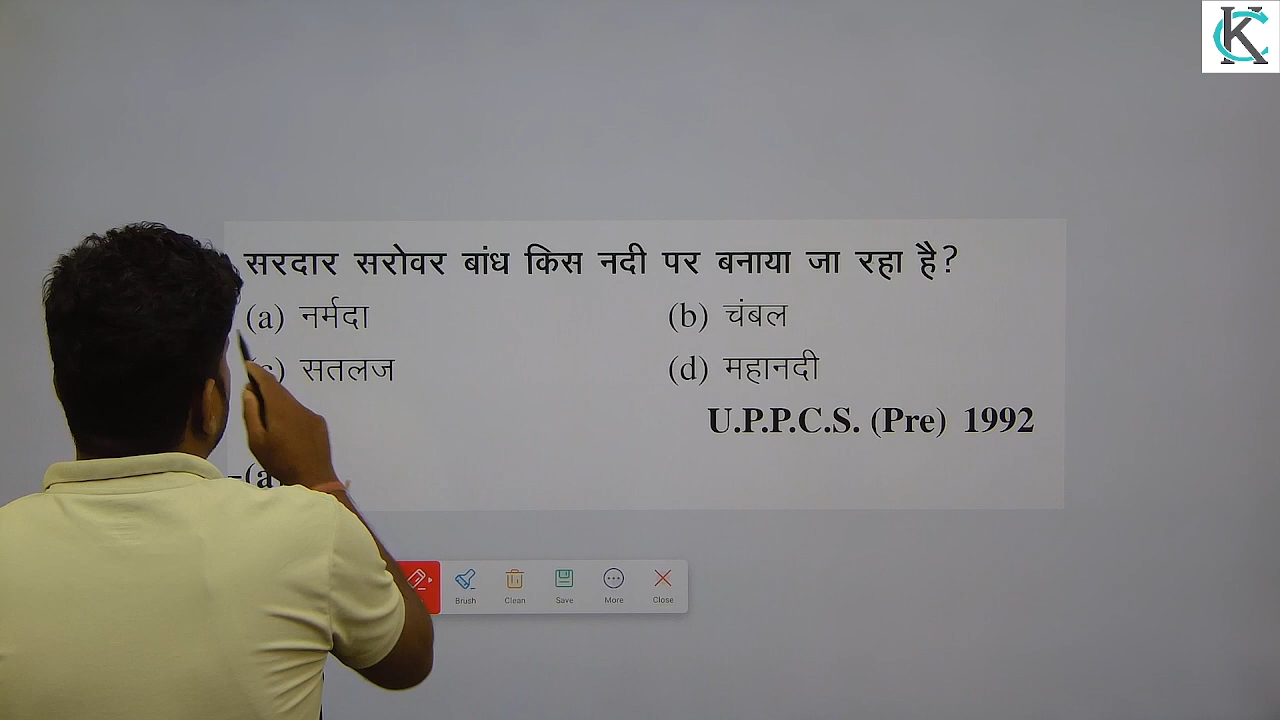 सरदार सरोवर बांध किस नदी पर बनाया जा रहा है?
(a) नर्मदा (b) चंबल
) सतलज (d) महानदी
U.P.P.C.S. (Pre) 1992
-(a
Brush Clean Save More Close
KC